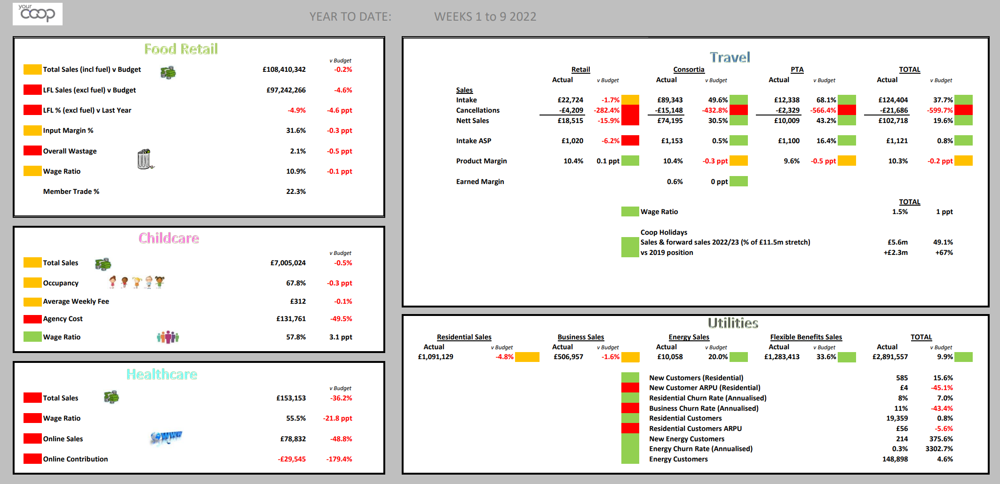 your
coop
YEAR TO DATE: WEEKS 1 to 9 2022
Food Retail
v Budget
Total Sales (incl fuel) v Budget £108,410,342 -0.2%
LFL Sales (excl fuel) v Budget £97,242,266 -4.6%
LFL % (excl fuel) v Last Year -4.9% -4.6 ppt
Input Margin % 31.6% -0.3 ppt
Overall Wastage 2.1% -0.5 ppt
Wage Ratio 10.9% -0.1 ppt
Member Trade % 22.3%
Childcare
v Budget
Total Sales £7,005,024 -0.5%
Occupancy 67.8% -0.3 ppt
Average Weekly Fee £312 -0.1%
Agency Cost £131,761 -49.5%
Wage Ratio 57.8% 3.1 ppt
Healthcare
v Budget
Total Sales £153,153 -36.2%
Wage Ratio 55.5% -21.8 ppt
www
Online Sales £78,832 -48.8%
Online Contribution -£29,545 -179.4%
Travel
Retail Consortia PTA TOTAL
Actual v Budget Actual v Budget Actual v Budget Actual v Budget
Sales
Intake £22,724 -1.7% £89,343 49.6% £12,338 68.1% £124,404 37.7%
Cancellations -£4,209 -282.4% -£15,148 -432.8% -£2,329 -566.4% -£21,686 -599.7%
Nett Sales £18,515 -15.9% £74,195 30.5% £10,009 43.2% £102,718 19.6%
Intake ASP £1,020 -6.2% £1,153 0.5% £1,100 16.4% £1,121 0.8%
Product Margin 10.4% 0.1 ppt 10.4% -0.3 ppt 9.6% -0.5 ppt 10.3% -0.2 ppt
Earned Margin 0.6% 0 ppt
TOTAL
Wage Ratio 1.5% 1 ppt
Coop Holidays
Sales & forward sales 2022/23 (% of £11.5m stretch) £5.6m 49.1%
vs 2019 position +£2.3m +67%
Utilities
Residential Sales Business Sales Energy Sales Flexible Benefits Sales TOTAL
Actual v Budget Actual v Budget Actual v Budget Actual v Budget Actual v Budget
£1,091,129 -4.8% £506,957 -1.6% £10,058 20.0% £1,283,413 33.6% £2,891,557 9.9%
New Customers (Residential) 585 15.6%
New Customer ARPU (Residential) £4 -45.1%
Residential Churn Rate (Annualised) 8% 7.0%
Business Churn Rate (Annualised) 11% -43.4%
Residential Customers 19,359 0.8%
Residential Customers ARPU £56 -5.6%
New Energy Customers 214 375.6%
Energy Churn Rate (Annualised) 0.3% 3302.7%
Energy Customers 148,898 4.6%